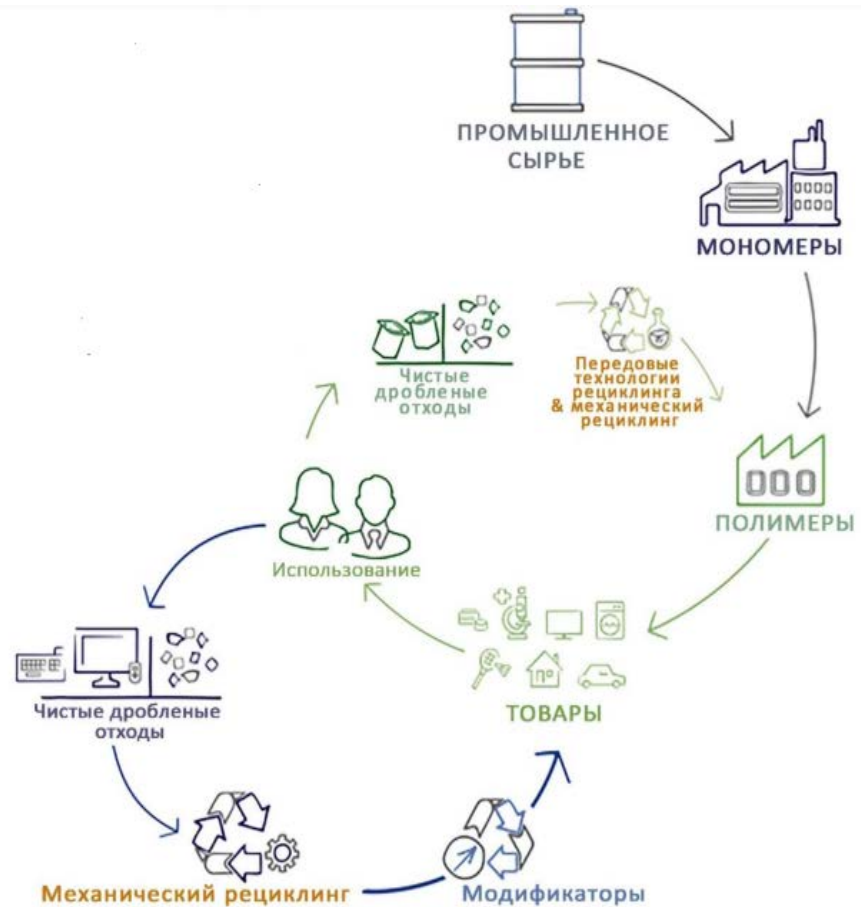 ПРОМЫШЛЕННОЕ
СЫРЬЕ
МОНОМЕРЫ
Чистые
дробленые
отходы
Передовые
технологии
рециклинга
& механический
рециклинг
ПОЛИМЕРЫ
Использование
ТОВАРЫ
Чистые дробленые
отходы
Механический рециклинг
Модификаторы